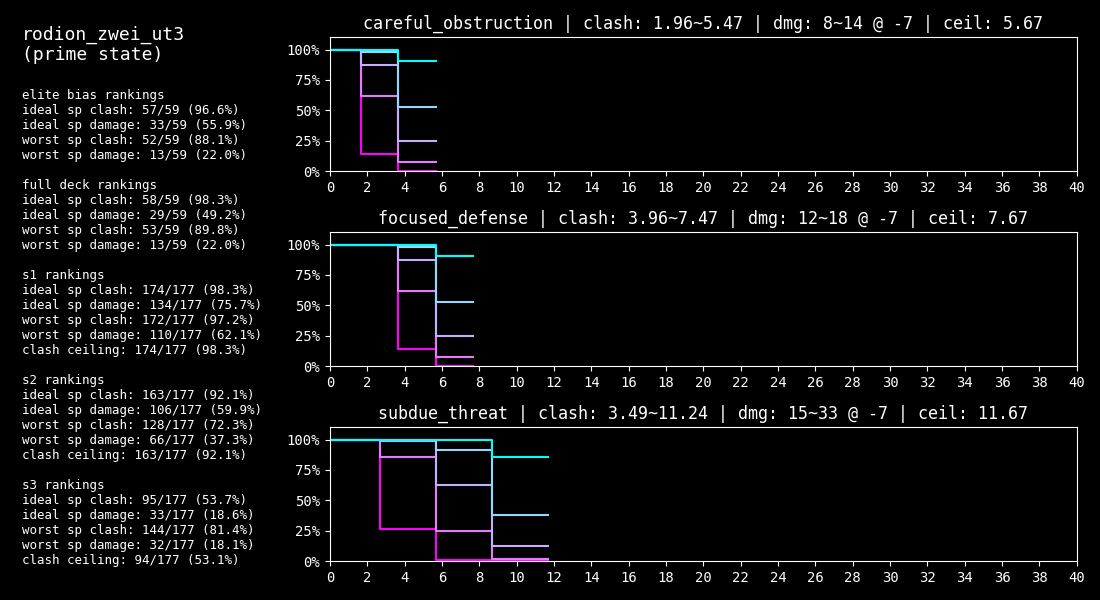 rodion_zwei_ut3
(prime state)
elite bias rankings
ideal sp clash: 57/59 (96.6%)
ideal sp damage: 33/59 (55.9%)
worst sp clash: 52/59 (88.1%)
worst sp damage: 13/59 (22.0%)
full deck rankings
ideal sp clash: 58/59 (98.3%)
ideal sp damage: 29/59 (49.2%)
worst sp clash: 53/59 (89.8%)
worst sp damage: 13/59 (22.0%)
s1 rankings
ideal sp clash: 174/177 (98.3%)
ideal sp damage: 134/177 (75.7%)
worst sp clash: 172/177 (97.2%)
worst sp damage: 110/177 (62.1%)
clash ceiling: 174/177 (98.3%)
s2 rankings
ideal sp clash: 163/177 (92.1%)
ideal sp damage: 106/177 (59.9%)
worst sp clash: 128/177 (72.3%)
worst sp damage: 66/177 (37.3%)
clash ceiling: 163/177 (92.1%)
s3 rankings
ideal sp clash: 95/177 (53.7%)
ideal sp damage: 33/177 (18.6%)
worst sp clash: 144/177 (81.4%)
worst sp damage: 32/177 (18.1%)
clash ceiling: 94/177 (53.1%)
careful_obstruction | clash: 1.96~5.47 | dmg: 8~14 @ -7 | ceil: 5.67
100%
75%
50%
25%
0%
0 2 4 6 8 10 12 14 16 18 20 22 24 26 28 30 32 34 36 38 40
focused_defense | clash: 3.96~7.47 | dmg: 12~18 @ -7 | ceil: 7.67
100%
75%
50%
25%
0%
0 2 4 6 8 10 12 14 16 18 20 22 24 26 28 30 32 34 36 38 40
subdue_threat | clash: 3.49~11.24 | dmg: 15~33 @ -7 | ceil: 11.67
100%
75%
50%
25%
0%
0 2 4 6 8 10 12 14 16 18 20 22 24 26 28 30 32 34 36 38 40